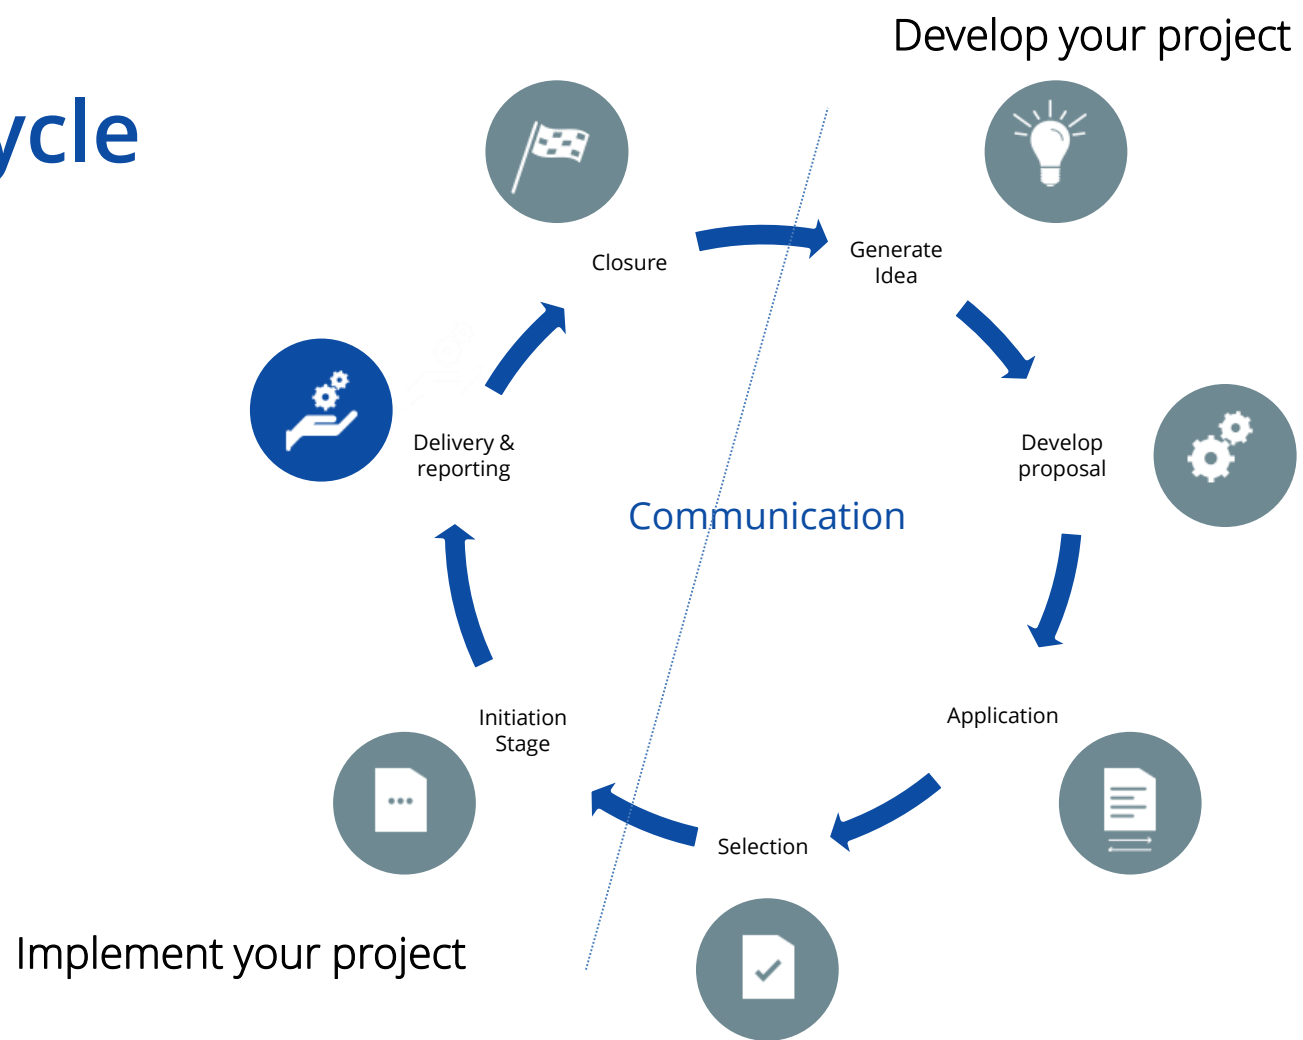 Develop your project
ycle
Closure
Generate
Idea
Delivery &
reporting
Develop
proposal
Communication
Initiation
Stage
Application
Selection
Implement your project